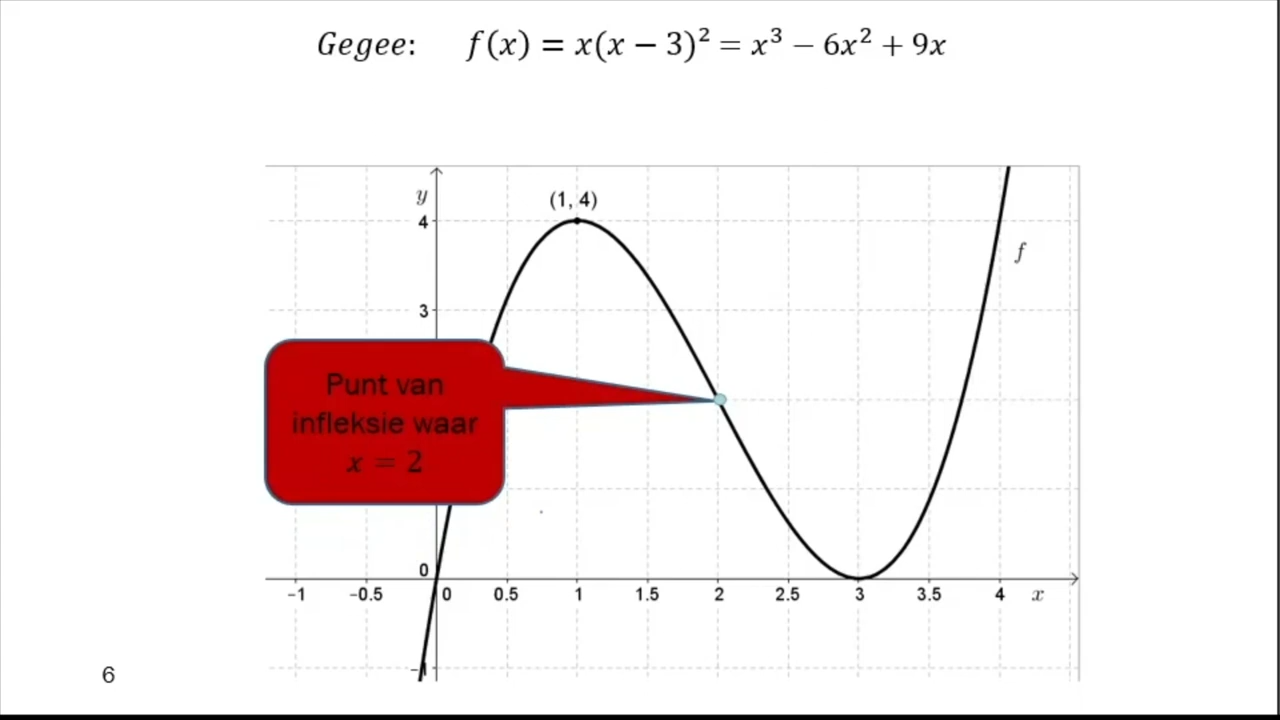 Gegee: f(x) = x(x − 3)² = x³ − 6x² + 9x
y
(1, 4)
4
f
3
Punt van
infleksie waar
x = 2
0
−1 −0.5 0 0.5 1 1.5 2 2.5 3 3.5 4 x
−1
6